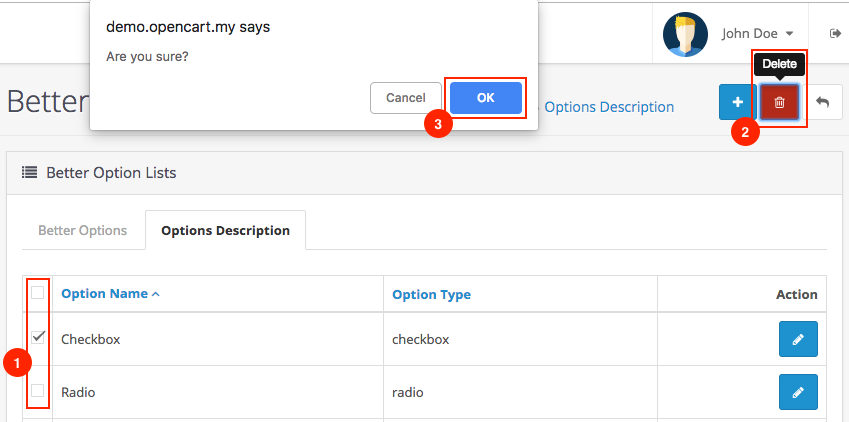 demo.opencart.my says
Are you sure?
Cancel
OK
3
John Doe
Delete
2
Better
Options Description
Better Option Lists
Better Options
Options Description
Option Name
Option Type
Action
1
Checkbox
checkbox
Radio
radio